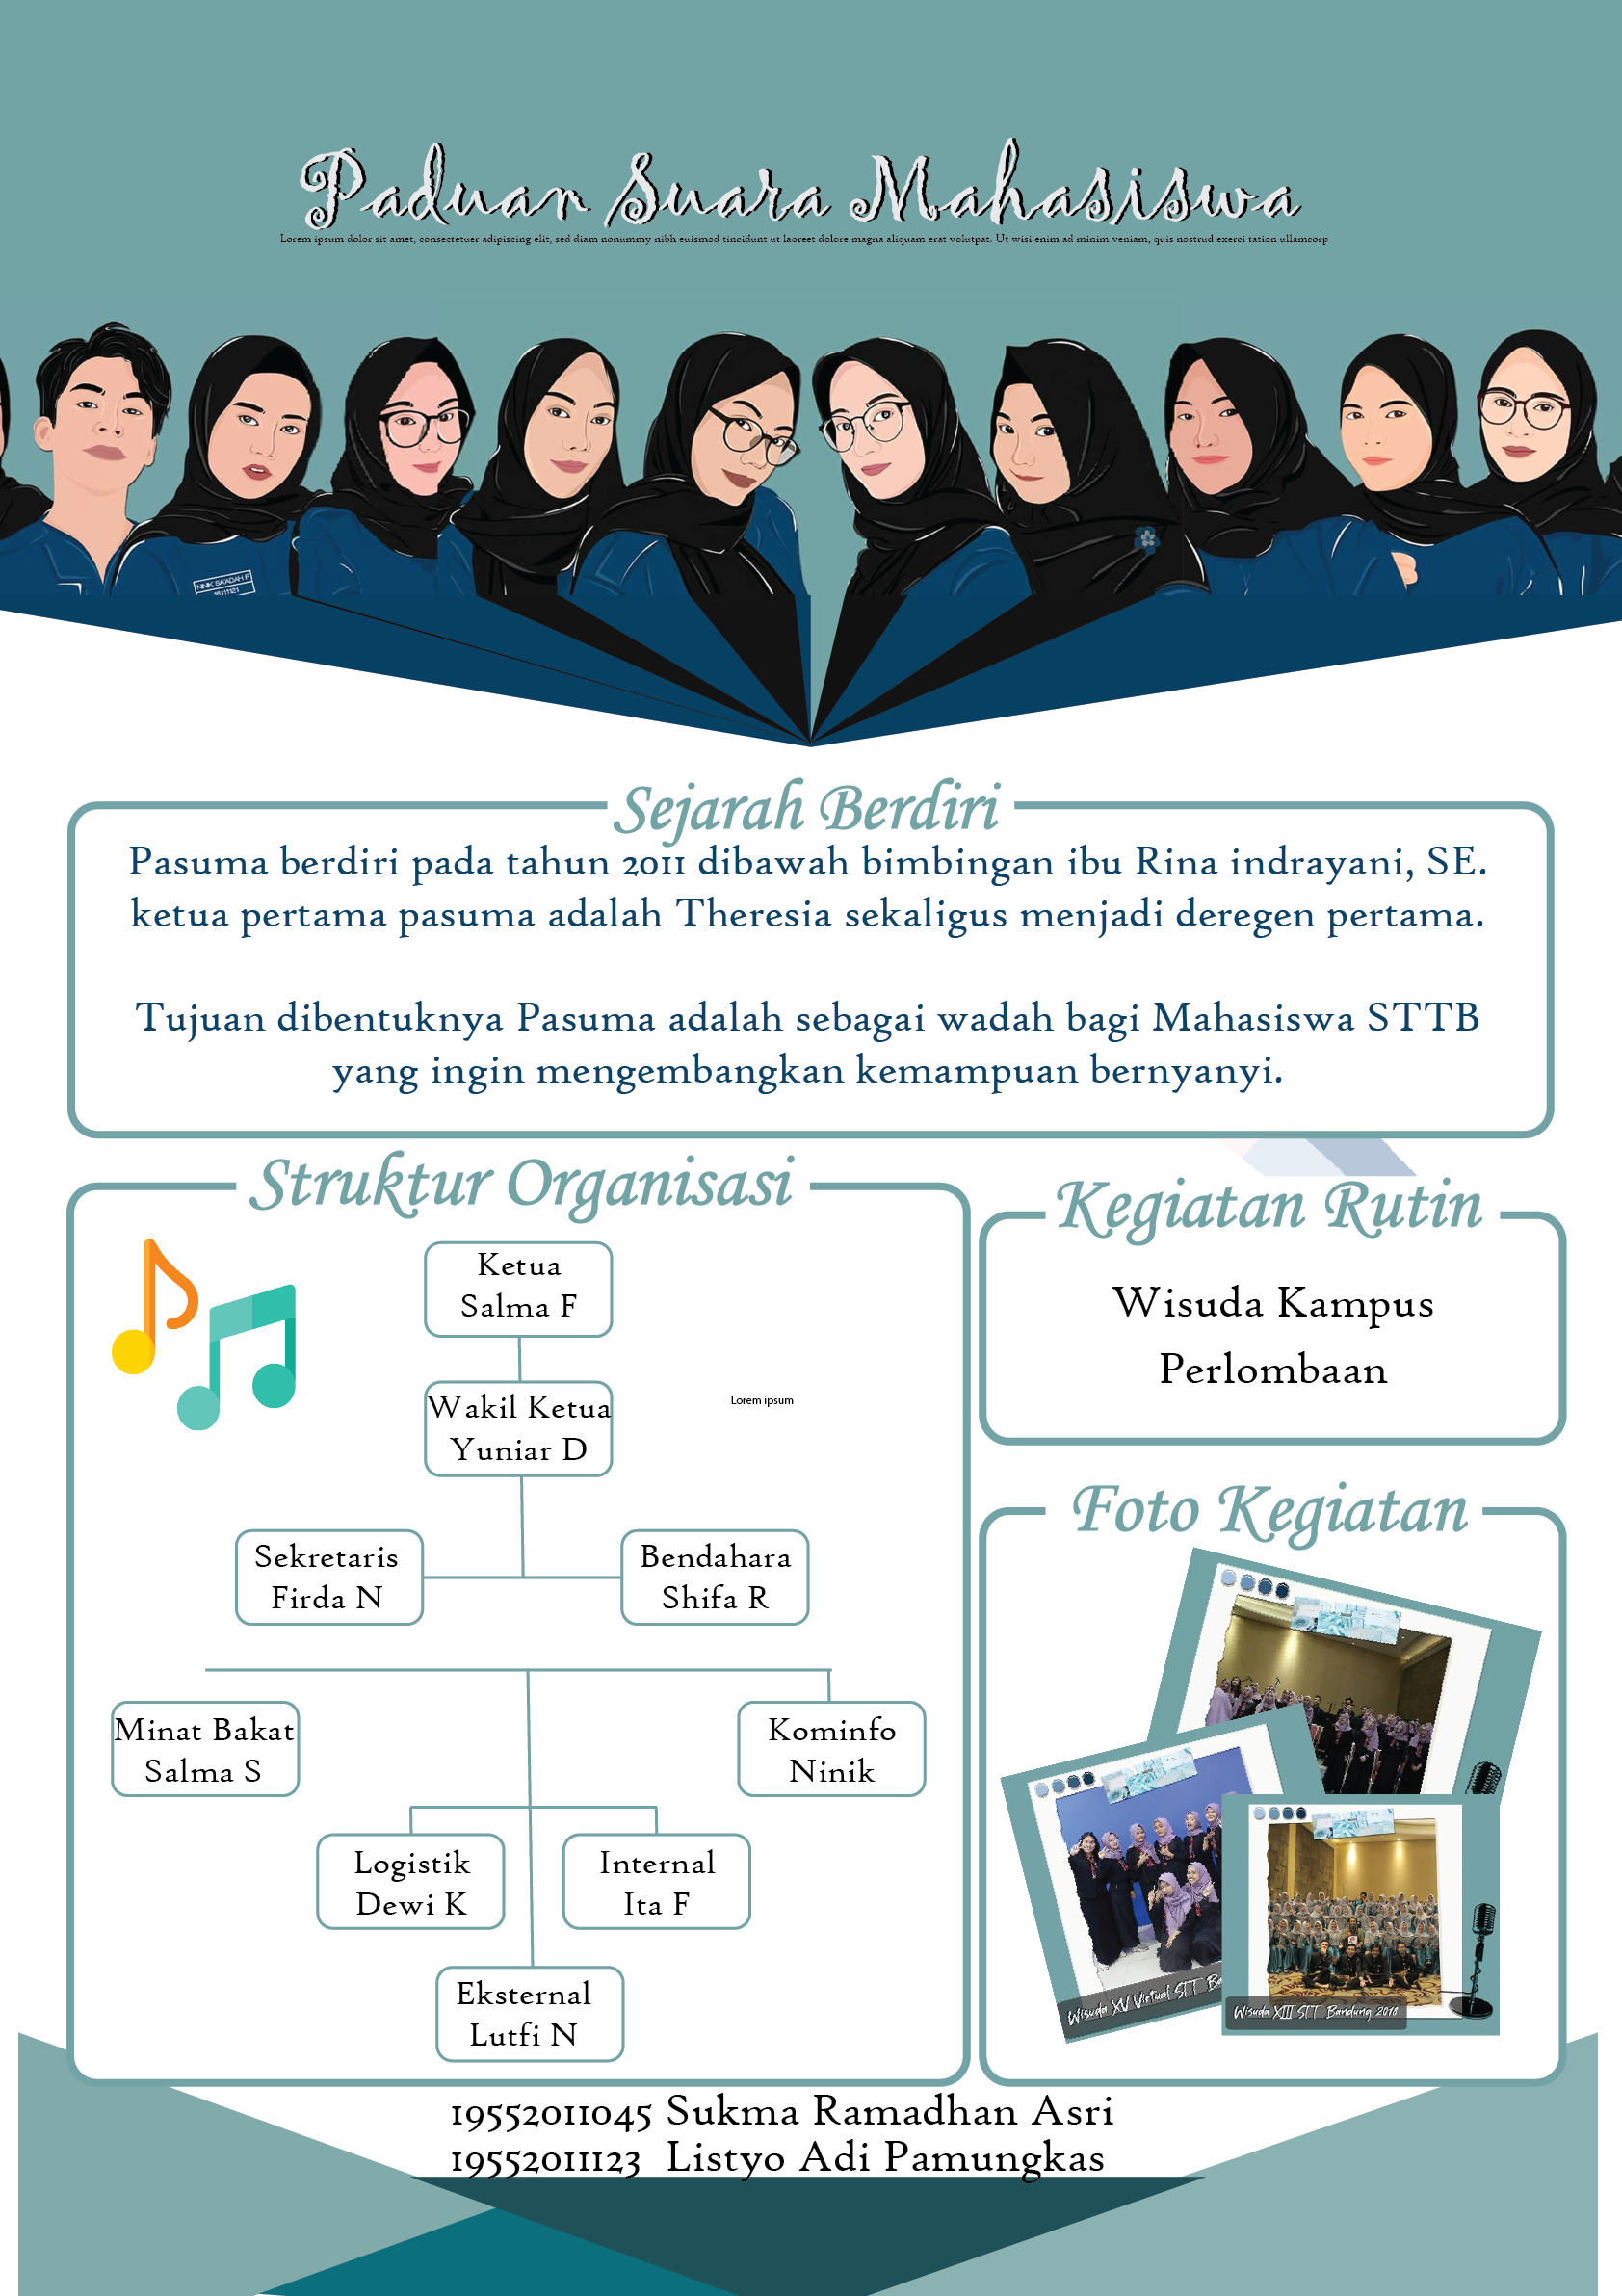 Paduan Suara Mahasiswa
Lorem ipsum dolor sit amet, consectetuer adipiscing elit, sed diam nonummy nibh euismod tincidunt ut laoreet dolore magna aliquam erat volutpat. Ut wisi enim ad minim veniam, quis nostrud exerci tation ullamcorp
NINIK SA'ADAH F
Sejarah Berdiri
Pasuma berdiri pada tahun 2011 dibawah bimbingan ibu Rina indrayani, SE.
ketua pertama pasuma adalah Theresia sekaligus menjadi deregen pertama.
Tujuan dibentuknya Pasuma adalah sebagai wadah bagi Mahasiswa STTB
yang ingin mengembangkan kemampuan bernyanyi.
Struktur Organisasi
Ketua
Salma F
Wakil Ketua
Yuniar D
Lorem ipsum
Sekretaris
Firda N
Bendahara
Shifa R
Minat Bakat
Salma S
Kominfo
Ninik
Logistik
Dewi K
Internal
Ita F
Eksternal
Lutfi N
Kegiatan Rutin
Wisuda Kampus
Perlombaan
Foto Kegiatan
Wisuda XV Virtual STT Ba
Wisuda XIII STT Bandung 2018
19552011045 Sukma Ramadhan Asri
19552011123 Listyo Adi Pamungkas